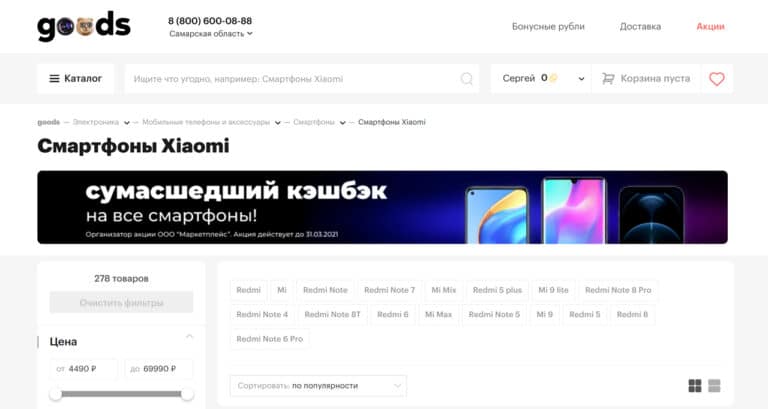 goods
8 (800) 600-08-88
Самарская область
Бонусные рубли
Доставка
Акции
Каталог
Ищите что угодно, например: Смартфоны Xiaomi
Сергей 0
Корзина пуста
goods — Электроника — Мобильные телефоны и аксессуары — Смартфоны — Смартфоны Xiaomi
Смартфоны Xiaomi
сумасшедший кэшбэк
на все смартфоны!
Организатор акции ООО "Маркетплейс". Акция действует до 31.03.2021
278 товаров
Очистить фильтры
Цена
от 4490 ₽ до 69990 ₽
Redmi Mi Redmi Note Redmi Note 7 Mi Mix Redmi 5 plus Mi 9 lite Redmi Note 8 Pro
Redmi Note 4 Redmi Note 8T Redmi 6 Mi Max Redmi Note 5 Mi 9 Redmi 5 Redmi 8
Redmi Note 6 Pro
Сортировать: по популярности